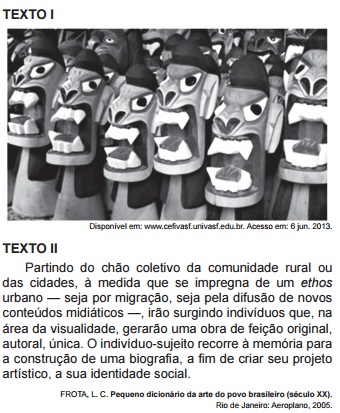 TEXTO I
Disponível em: www.cefivasf.univasf.edu.br. Acesso em: 6 jun. 2013.
TEXTO II
Partindo do chão coletivo da comunidade rural ou
das cidades, à medida que se impregna de um ethos
urbano — seja por migração, seja pela difusão de novos
conteúdos midiáticos —, irão surgindo indivíduos que, na
área da visualidade, gerarão uma obra de feição original,
autoral, única. O indivíduo-sujeito recorre à memória para
a construção de uma biografia, a fim de criar seu projeto
artístico, a sua identidade social.
FROTA, L. C. Pequeno dicionário da arte do povo brasileiro (século XX).
Rio de Janeiro: Aeroplano, 2005.